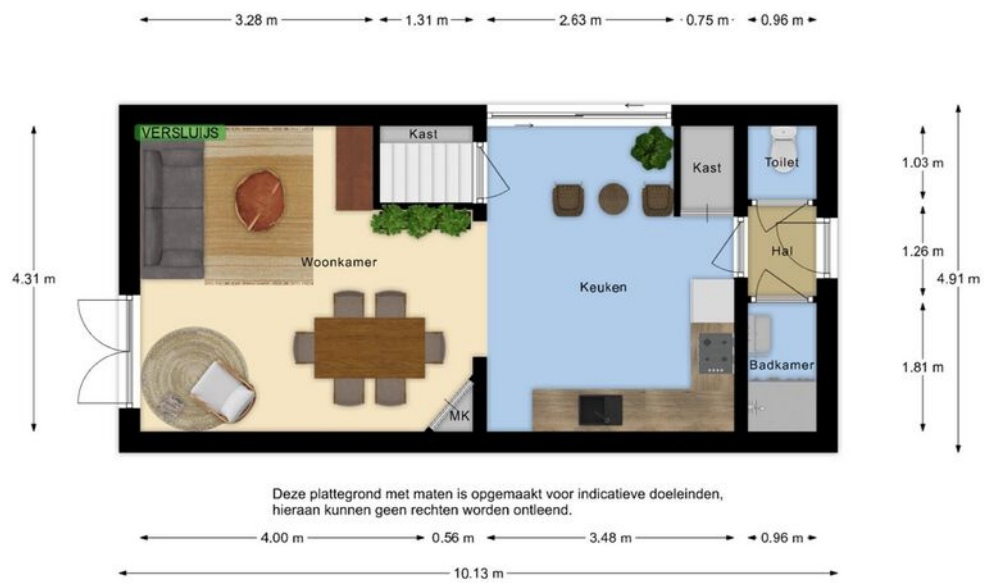 3.28 m
1.31 m
2.63 m
0.75 m
0.96 m
VERSLUIJS
Kast
Kast
Toilet
1.03 m
4.31 m
Woonkamer
Keuken
Hal
1.26 m
4.91 m
MK
Badkamer
1.81 m
Deze plattegrond met maten is opgemaakt voor indicatieve doeleinden,
hieraan kunnen geen rechten worden ontleend.
4.00 m
0.56 m
3.48 m
0.96 m
10.13 m